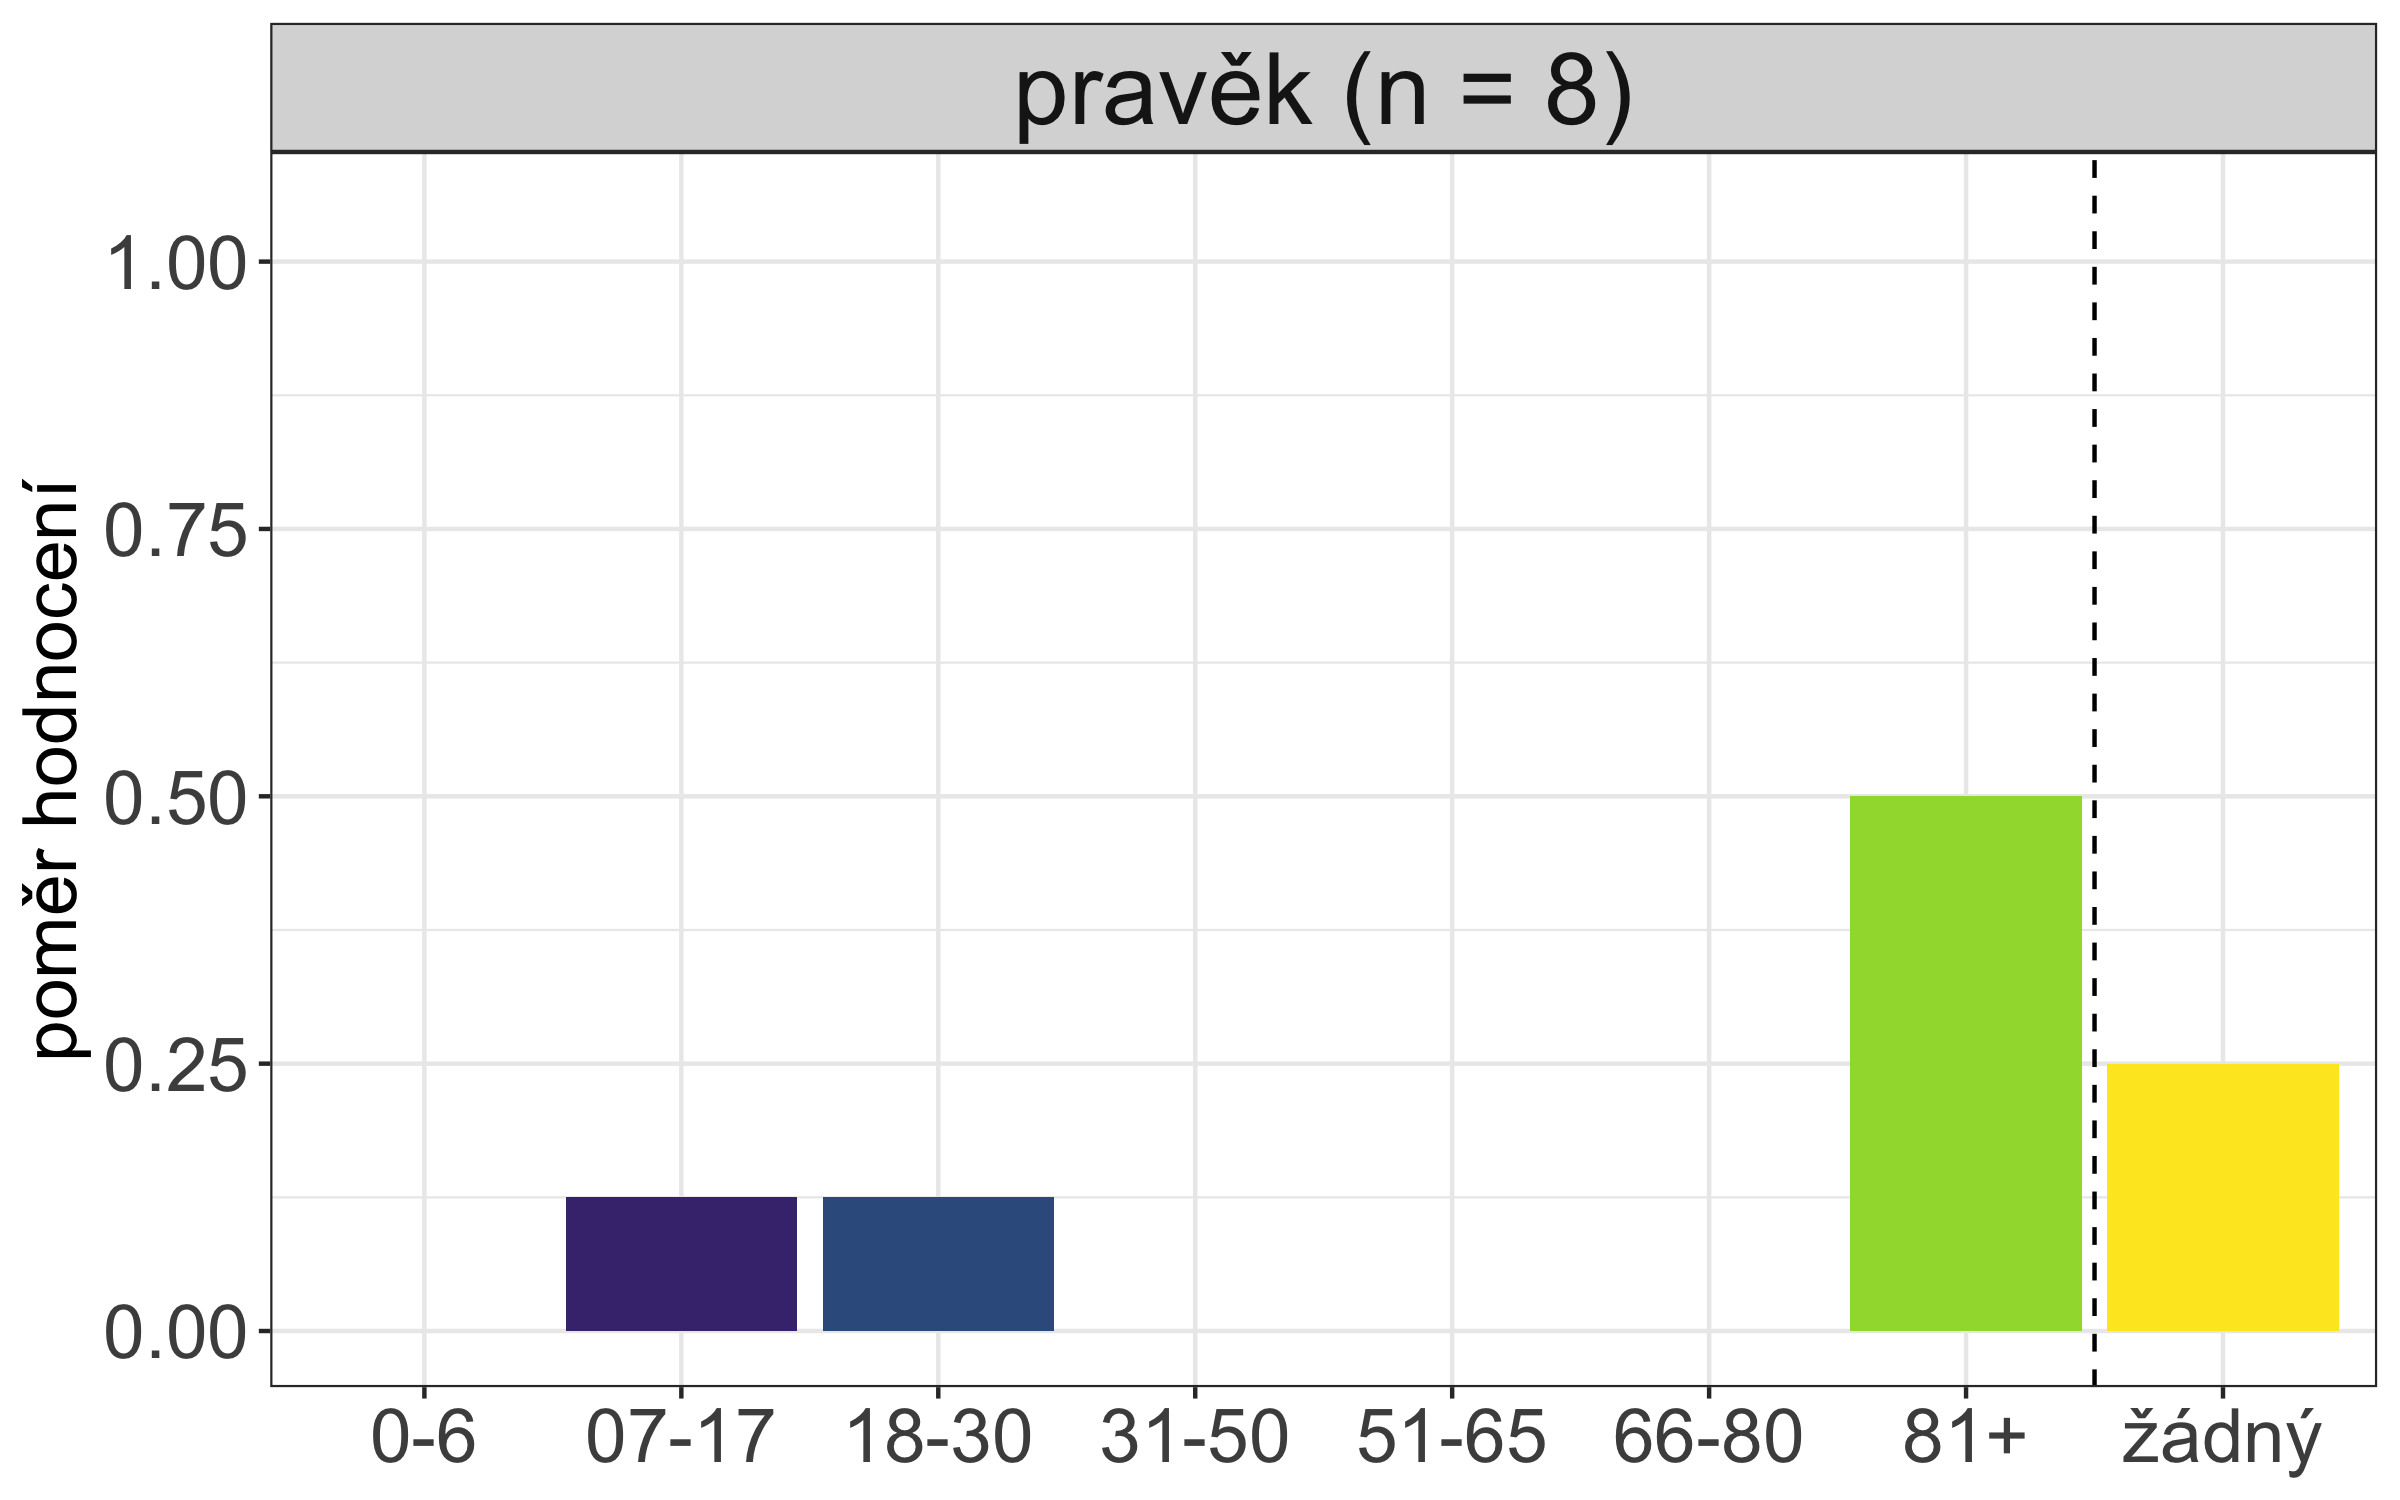 pravěk (n = 8)
poměr hodnocení
1.00
0.75
0.50
0.25
0.00
0-6 07-17 18-30 31-50 51-65 66-80 81+ žádný